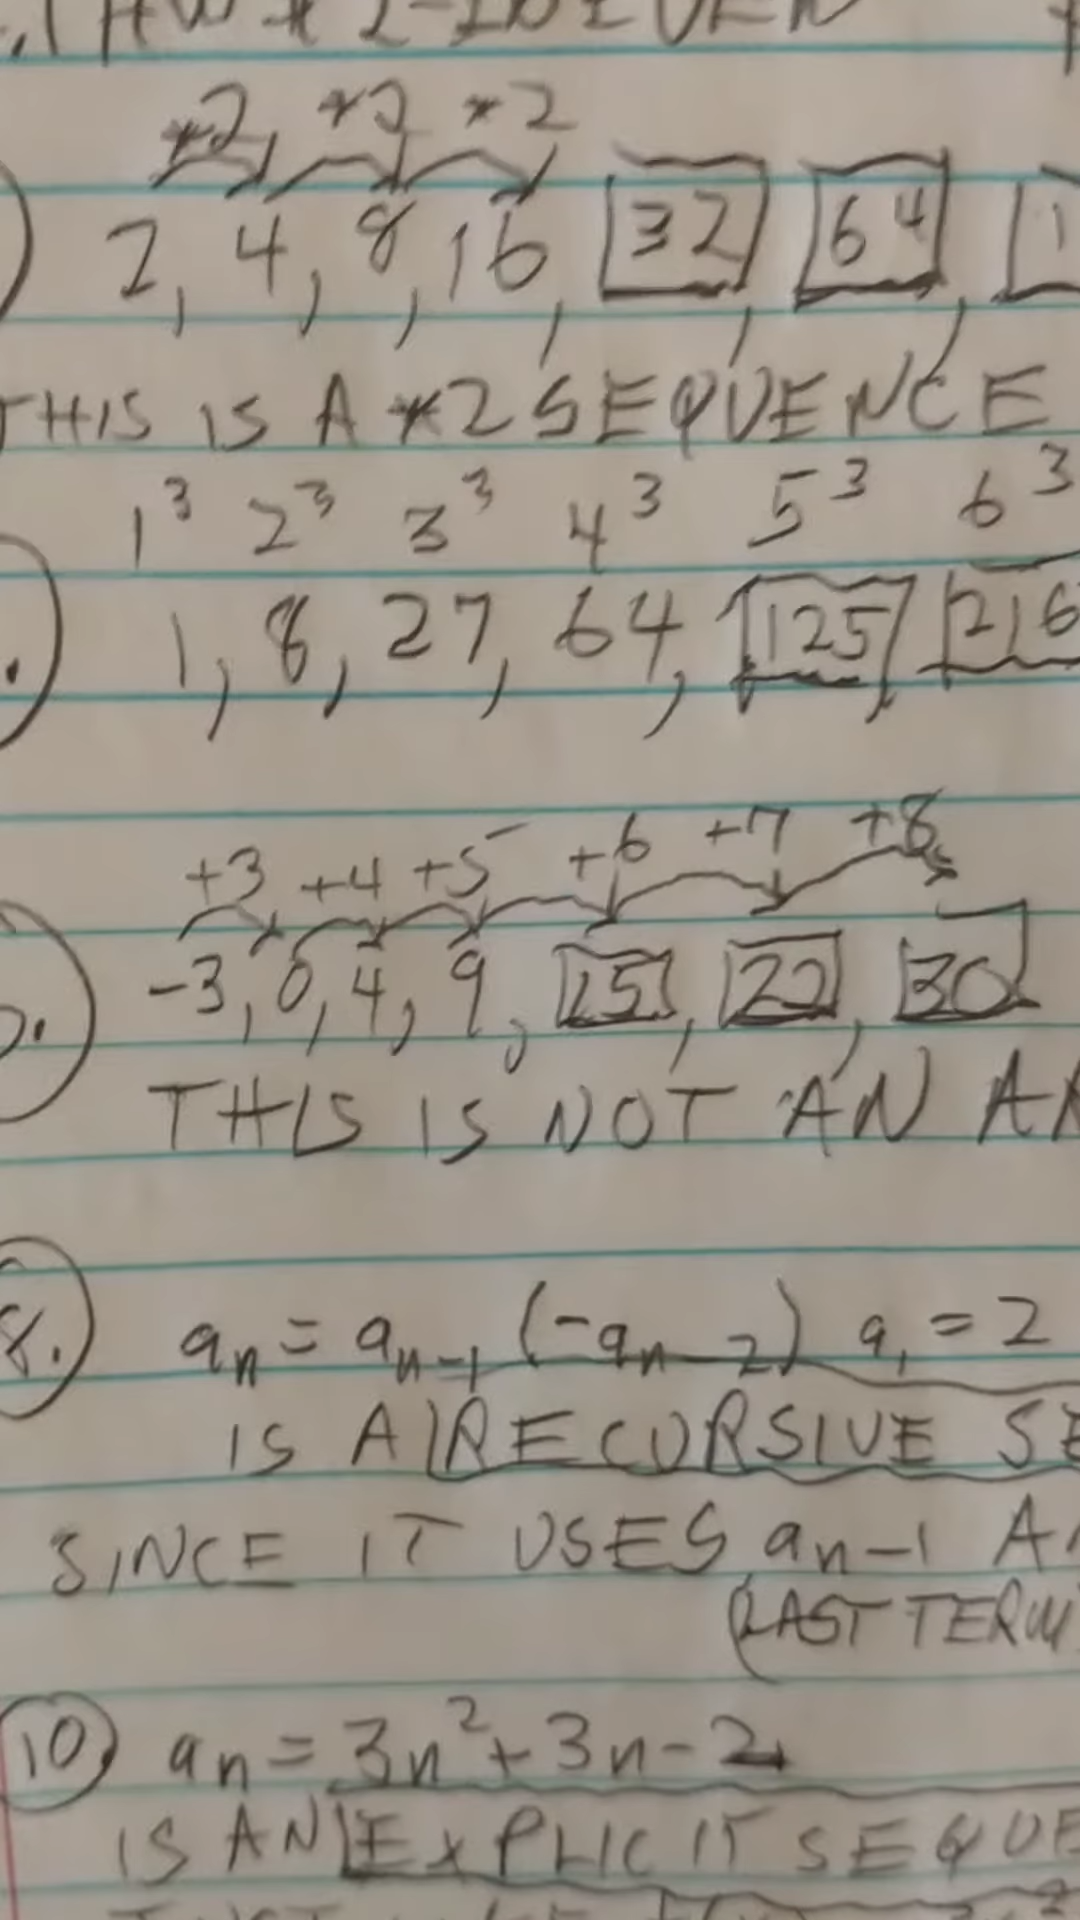 *2 *2 *2
2, 4, 8, 16, 32, 64,
THIS IS A *2 SEQUENCE
1³ 2³ 3³ 4³ 5³ 6³
1, 8, 27, 64, 125, 216
+3 +4 +5 +6 +7 +8
-3, 0, 4, 9, 15, 22, 30
THIS IS NOT AN
8. aₙ = aₙ₋₁ (-aₙ₋₂) a₁ = 2
IS A RECURSIVE SE
SINCE IT USES aₙ₋₁
(LAST TERM
10. aₙ = 3n² + 3n - 2
IS AN EXPLICIT SEQUE